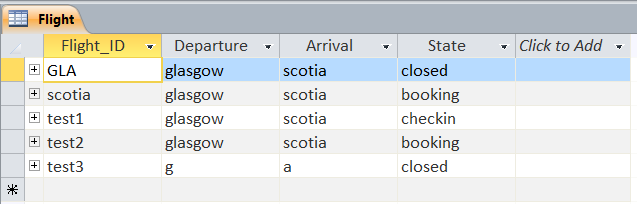 Flight
Flight_ID Departure Arrival State Click to Add
GLA glasgow scotia closed
scotia glasgow scotia booking
test1 glasgow scotia checkin
test2 glasgow scotia booking
test3 g a closed